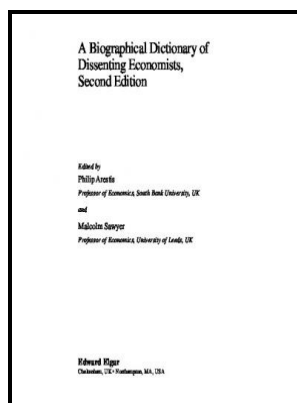 A Biographical Dictionary of
Dissenting Economists,
Second Edition
Edited by
Philip Arestis
Professor of Economics, South Bank University, UK
and
Malcolm Sawyer
Professor of Economics, University of Leeds, UK
Edward Elgar
Cheltenham, UK • Northampton, MA, USA